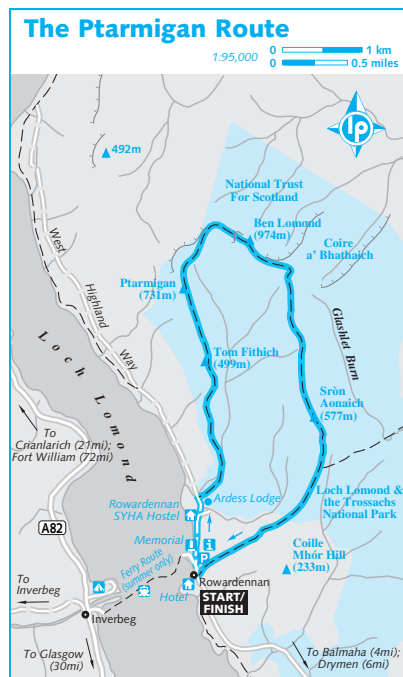 The Ptarmigan Route
1:95,000
0 1 km
0 0.5 miles
lp
492m
National Trust
For Scotland
Ben Lomond
(974m)
Coire
a' Bhathaich
West
Highland
Way
Ptarmigan
(731m)
Glashlet Burn
Loch Lomond
Tom Fithich
(499m)
Sròn
Aonaich
(577m)
To
Crianlarich (21mi);
Fort William (72mi)
Ardess Lodge
Rowardennan
SYHA Hostel
Loch Lomond &
the Trossachs
National Park
A82
Memorial
i
P
Coille
Mhór Hill
(233m)
Ferry Route
(summer only)
To
Inverbeg
Rowardennan
Hotel
START/
FINISH
Inverbeg
To Glasgow
(30mi)
To Balmaha (4mi);
Drymen (6mi)